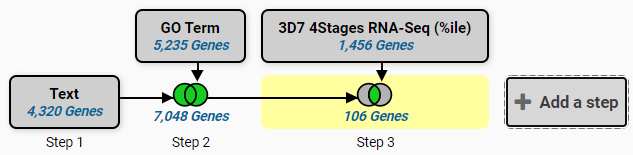 GO Term
5,235 Genes
3D7 4Stages RNA-Seq (%ile)
1,456 Genes
Text
4,320 Genes
7,048 Genes
106 Genes
+ Add a step
Step 1
Step 2
Step 3